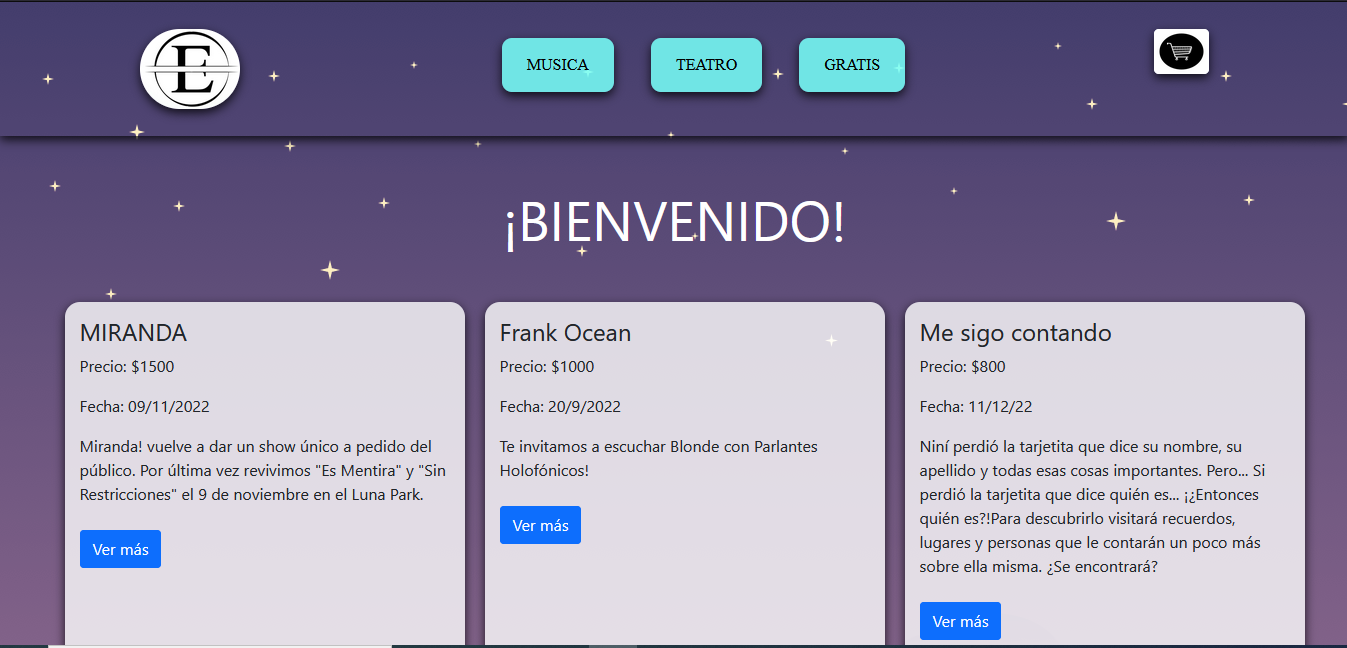 E
MUSICA
TEATRO
GRATIS
¡BIENVENIDO!
MIRANDA
Precio: $1500
Fecha: 09/11/2022
Miranda! vuelve a dar un show único a pedido del
público. Por última vez revivimos "Es Mentira" y "Sin
Restricciones" el 9 de noviembre en el Luna Park.
Ver más
Frank Ocean
Precio: $1000
Fecha: 20/9/2022
Te invitamos a escuchar Blonde con Parlantes
Holofónicos!
Ver más
Me sigo contando
Precio: $800
Fecha: 11/12/22
Niní perdió la tarjetita que dice su nombre, su
apellido y todas esas cosas importantes. Pero... Si
perdió la tarjetita que dice quién es... ¡¿Entonces
quién es?!Para descubrirlo visitará recuerdos,
lugares y personas que le contarán un poco más
sobre ella misma. ¿Se encontrará?
Ver más